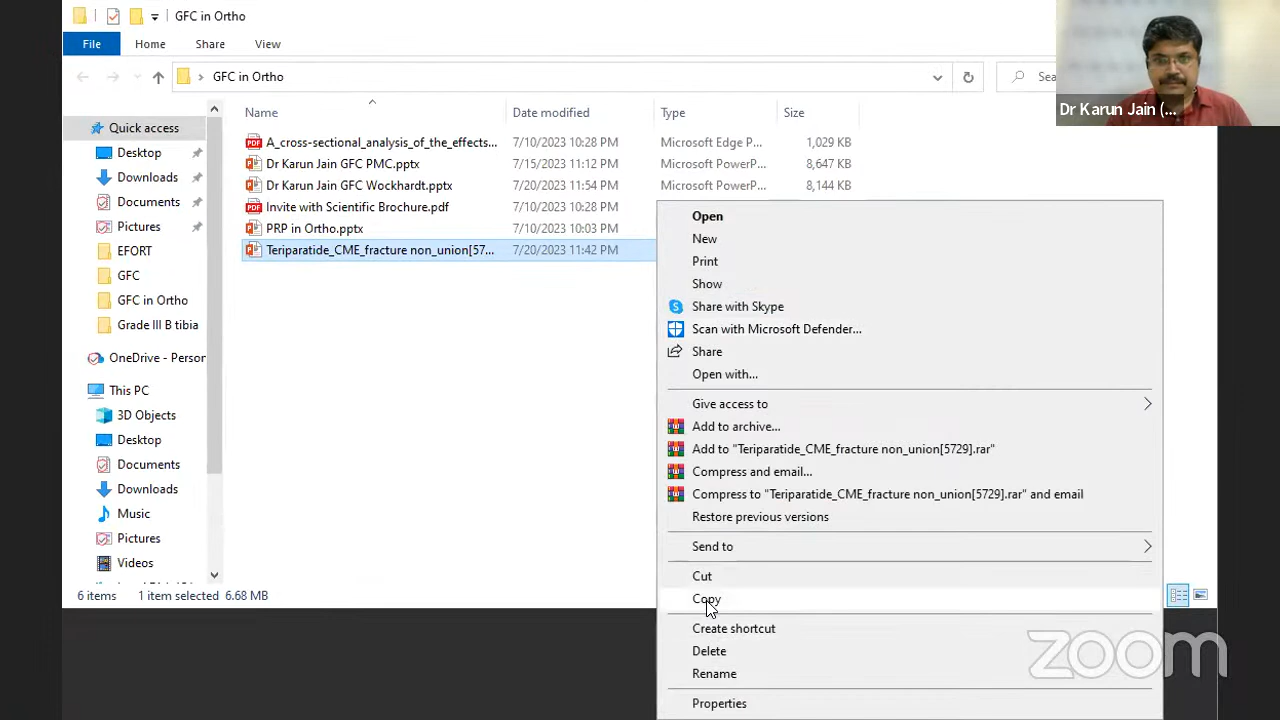 GFC in Ortho
File Home Share View
GFC in Ortho
Sea
Dr Karun Jain (...
Name Date modified Type Size
A_cross-sectional_analysis_of_the_effects... 7/10/2023 10:28 PM Microsoft Edge P... 1,029 KB
Dr Karun Jain GFC PMC.pptx 7/15/2023 11:12 PM Microsoft PowerP... 8,647 KB
Dr Karun Jain GFC Wockhardt.pptx 7/20/2023 11:54 PM Microsoft PowerP... 8,144 KB
Invite with Scientific Brochure.pdf 7/10/2023 10:28 PM
PRP in Ortho.pptx 7/10/2023 10:03 PM
Teriparatide_CME_fracture non_union[57... 7/20/2023 11:42 PM
Quick access
Desktop
Downloads
Documents
Pictures
EFORT
GFC
GFC in Ortho
Grade III B tibia
OneDrive - Person
This PC
3D Objects
Desktop
Documents
Downloads
Music
Pictures
Videos
6 items 1 item selected 6.68 MB
Open
New
Print
Show
Share with Skype
Scan with Microsoft Defender...
Share
Open with...
Give access to
Add to archive...
Add to "Teriparatide_CME_fracture non_union[5729].rar"
Compress and email...
Compress to "Teriparatide_CME_fracture non_union[5729].rar" and email
Restore previous versions
Send to
Cut
Copy
Create shortcut
Delete
Rename
Properties
zoom